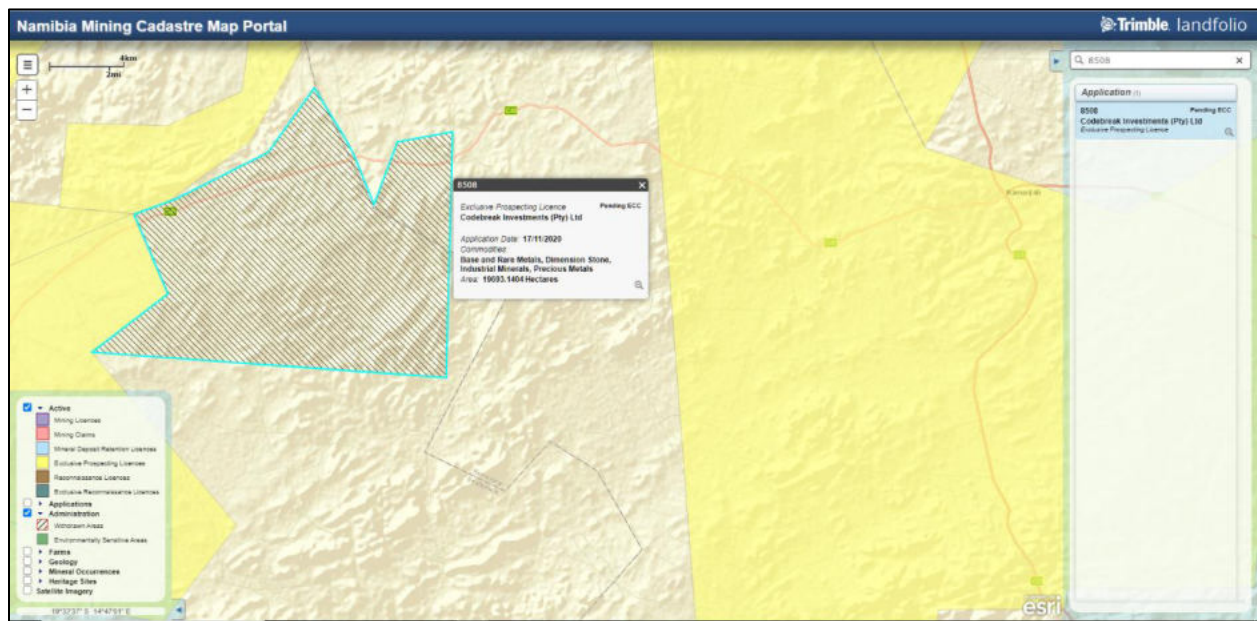 Namibia Mining Cadastre Map Portal
Trimble. landfolio
4km
2mi
8508
Application (1)
8508 Pending ECC
Codebreak Investments (Pty) Ltd
Exclusive Prospecting Licence
8508
Exclusive Prospecting Licence Pending ECC
Codebreak Investments (Pty) Ltd
Application Date: 17/11/2020
Commodities:
Base and Rare Metals, Dimension Stone,
Industrial Minerals, Precious Metals
Area: 19693.1404 Hectares
Kamanjab
Active
Mining Licences
Mining Claims
Mineral Deposit Retention Licences
Exclusive Prospecting Licences
Reconnaissance Licences
Exclusive Reconnaissance Licences
Applications
Administration
Withdrawn Areas
Environmentally Sensitive Areas
Farms
Geology
Mineral Occurrences
Heritage Sites
Satellite Imagery
esri